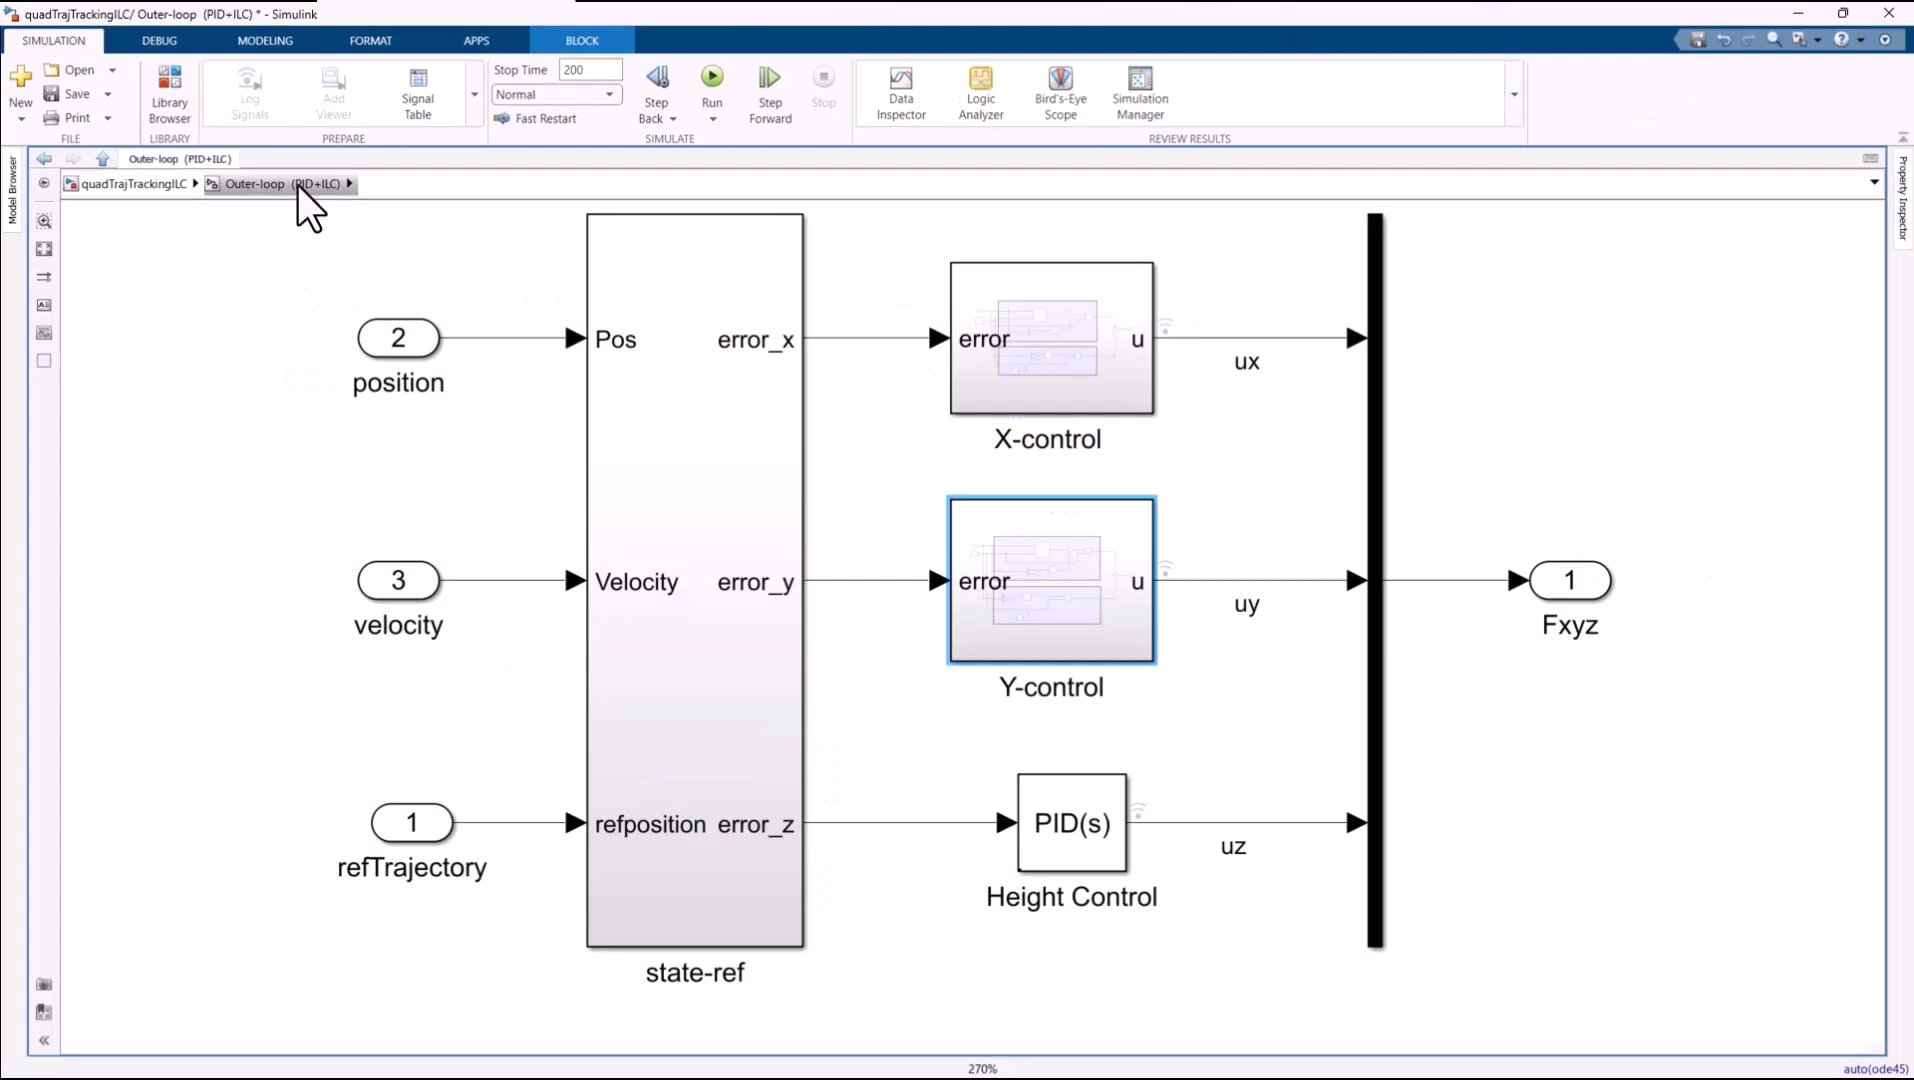 quadTrajTrackingILC/ Outer-loop (PID+ILC) * - Simulink
SIMULATION DEBUG MODELING FORMAT APPS BLOCK
New
Open
Save
Print
FILE
Library Browser
LIBRARY
Log Signals
Add Viewer
Signal Table
PREPARE
Stop Time 200
Normal
Fast Restart
Step Back
Run
Step Forward
Stop
SIMULATE
Data Inspector
Logic Analyzer
Bird's-Eye Scope
Simulation Manager
REVIEW RESULTS
Model Browser
Property Inspector
Outer-loop (PID+ILC)
quadTrajTrackingILC Outer-loop (PID+ILC)
2
position
3
velocity
1
refTrajectory
Pos error_x
Velocity error_y
refposition error_z
state-ref
error u
X-control
ux
error u
Y-control
uy
PID(s)
Height Control
uz
1
Fxyz
270%
auto(ode45)